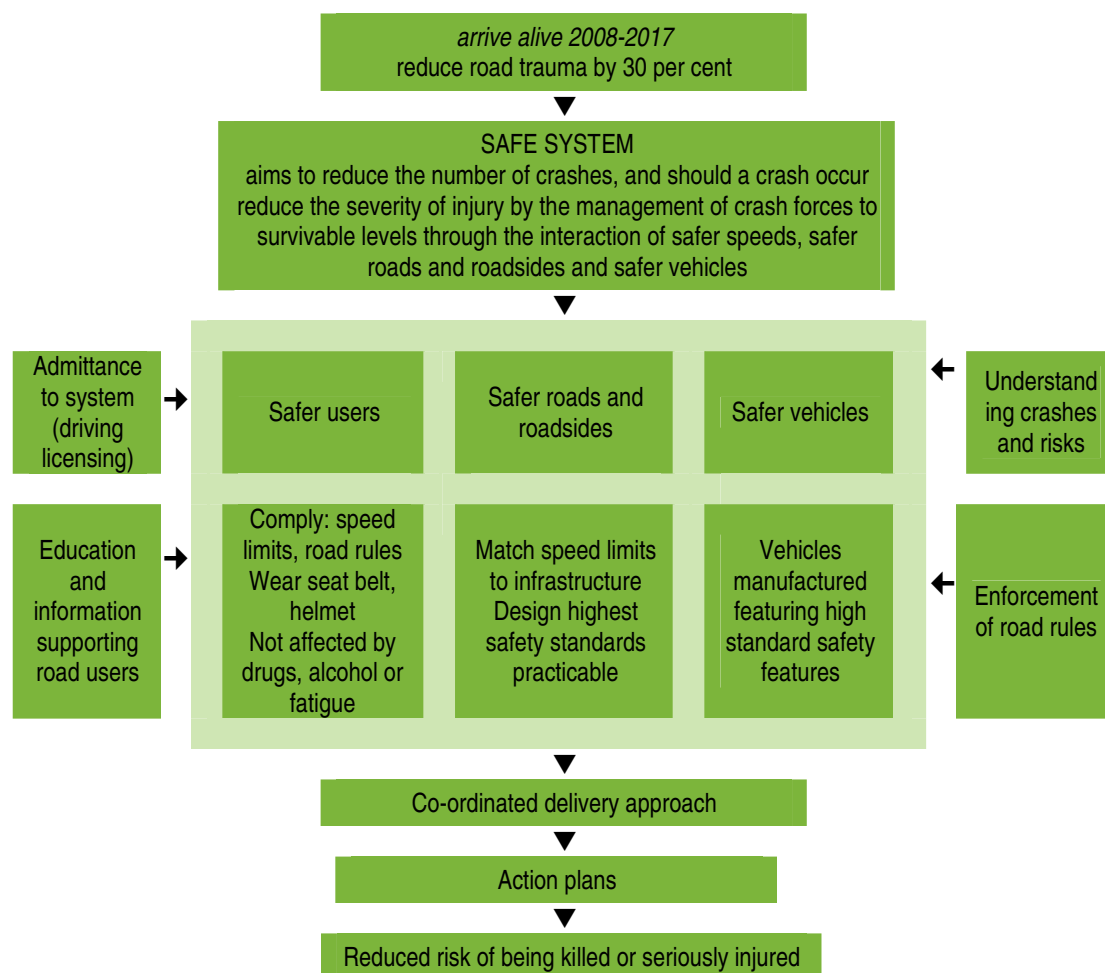 arrive alive 2008-2017
reduce road trauma by 30 per cent
SAFE SYSTEM
aims to reduce the number of crashes, and should a crash occur
reduce the severity of injury by the management of crash forces to
survivable levels through the interaction of safer speeds, safer
roads and roadsides and safer vehicles
Admittance
to system
(driving
licensing)
Safer users
Safer roads and
roadsides
Safer vehicles
Understand
ing crashes
and risks
Education
and
information
supporting
road users
Comply: speed
limits, road rules
Wear seat belt,
helmet
Not affected by
drugs, alcohol or
fatigue
Match speed limits
to infrastructure
Design highest
safety standards
practicable
Vehicles
manufactured
featuring high
standard safety
features
Enforcement
of road rules
Co-ordinated delivery approach
Action plans
Reduced risk of being killed or seriously injured